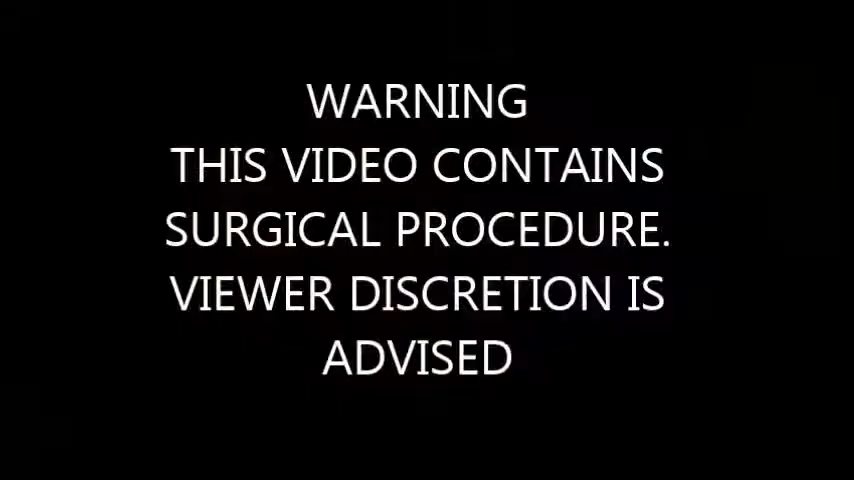 WARNING
THIS VIDEO CONTAINS
SURGICAL PROCEDURE.
VIEWER DISCRETION IS
ADVISED